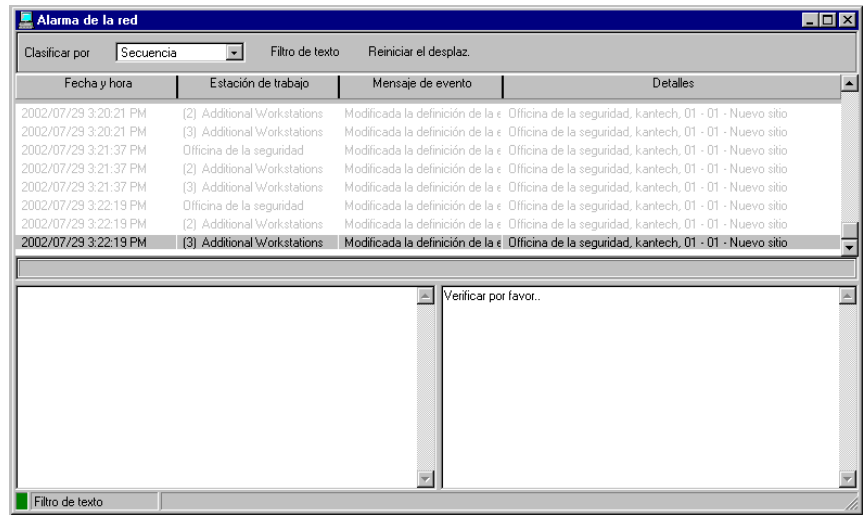 Alarma de la red
Clasificar por Secuencia Filtro de texto Reiniciar el desplaz.
Fecha y hora Estación de trabajo Mensaje de evento Detalles
2002/07/29 3:20:21 PM (2) Additional Workstations Modificada la definición de la e Officina de la seguridad, kantech, 01 - 01 - Nuevo sitio
2002/07/29 3:20:21 PM (3) Additional Workstations Modificada la definición de la e Officina de la seguridad, kantech, 01 - 01 - Nuevo sitio
2002/07/29 3:21:37 PM Officina de la seguridad Modificada la definición de la e Officina de la seguridad, kantech, 01 - 01 - Nuevo sitio
2002/07/29 3:21:37 PM (2) Additional Workstations Modificada la definición de la e Officina de la seguridad, kantech, 01 - 01 - Nuevo sitio
2002/07/29 3:21:37 PM (3) Additional Workstations Modificada la definición de la e Officina de la seguridad, kantech, 01 - 01 - Nuevo sitio
2002/07/29 3:22:19 PM Officina de la seguridad Modificada la definición de la e Officina de la seguridad, kantech, 01 - 01 - Nuevo sitio
2002/07/29 3:22:19 PM (2) Additional Workstations Modificada la definición de la e Officina de la seguridad, kantech, 01 - 01 - Nuevo sitio
2002/07/29 3:22:19 PM (3) Additional Workstations Modificada la definición de la e Officina de la seguridad, kantech, 01 - 01 - Nuevo sitio
Verificar por favor..
Filtro de texto